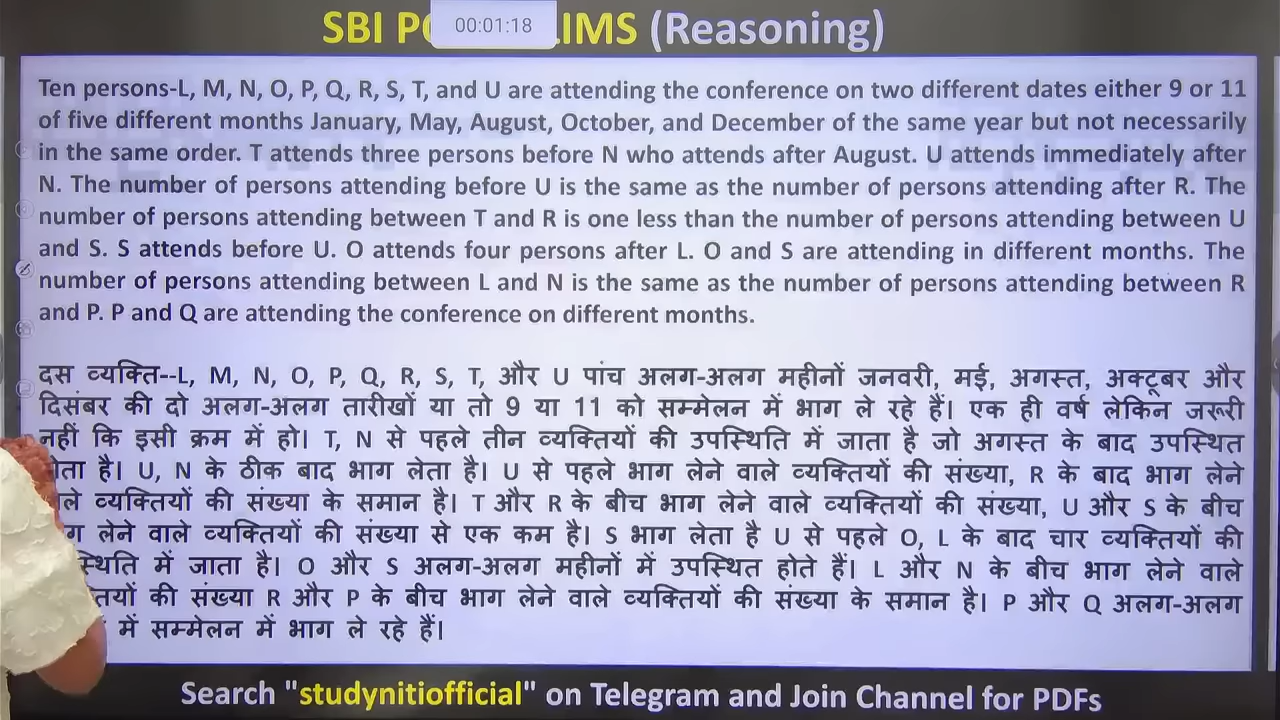 SBI P LIMS (Reasoning)
00:01:18
Ten persons-L, M, N, O, P, Q, R, S, T, and U are attending the conference on two different dates either 9 or 11
of five different months January, May, August, October, and December of the same year but not necessarily
in the same order. T attends three persons before N who attends after August. U attends immediately after
N. The number of persons attending before U is the same as the number of persons attending after R. The
number of persons attending between T and R is one less than the number of persons attending between U
and S. S attends before U. O attends four persons after L. O and S are attending in different months. The
number of persons attending between L and N is the same as the number of persons attending between R
and P. P and Q are attending the conference on different months.
दस व्यक्ति--L, M, N, O, P, Q, R, S, T, और U पांच अलग-अलग महीनों जनवरी, मई, अगस्त, अक्टूबर और
दिसंबर की दो अलग-अलग तारीखों या तो 9 या 11 को सम्मेलन में भाग ले रहे हैं। एक ही वर्ष लेकिन जरूरी
नहीं कि इसी क्रम में हो। T, N से पहले तीन व्यक्तियों की उपस्थिति में जाता है जो अगस्त के बाद उपस्थित
है। U, N के ठीक बाद भाग लेता है। U से पहले भाग लेने वाले व्यक्तियों की संख्या, R के बाद भाग लेने
व्यक्तियों की संख्या के समान है। T और R के बीच भाग लेने वाले व्यक्तियों की संख्या, U और S के बीच
लेने वाले व्यक्तियों की संख्या से एक कम है। S भाग लेता है U से पहले O, L के बाद चार व्यक्तियों की
में जाता है। O और S अलग-अलग महीनों में उपस्थित होते हैं। L और N के बीच भाग लेने वाले
की संख्या R और P के बीच भाग लेने वाले व्यक्तियों की संख्या के समान है। P और Q अलग-अलग
में सम्मेलन में भाग ले रहे हैं।
Search "studynitiofficial" on Telegram and Join Channel for PDFs